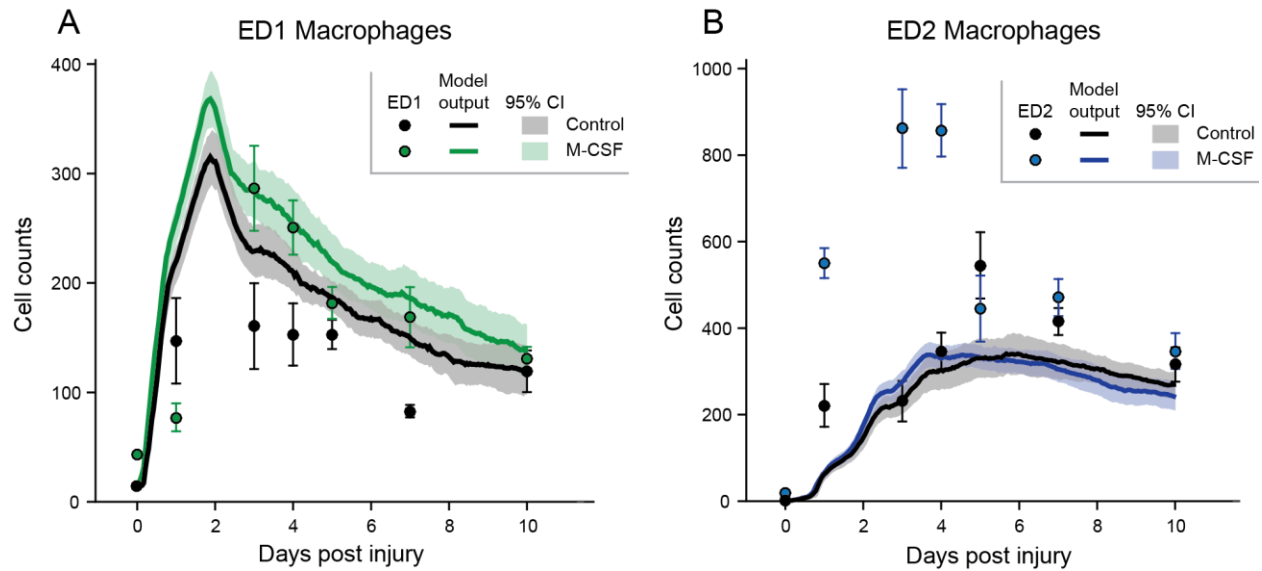 A
ED1 Macrophages
ED1
Model
output
95% CI
Control
M-CSF
Cell counts
400
300
200
100
0
0 2 4 6 8 10
Days post injury
B
ED2 Macrophages
ED2
Model
output
95% CI
Control
M-CSF
Cell counts
1000
800
600
400
200
0
0 2 4 6 8 10
Days post injury